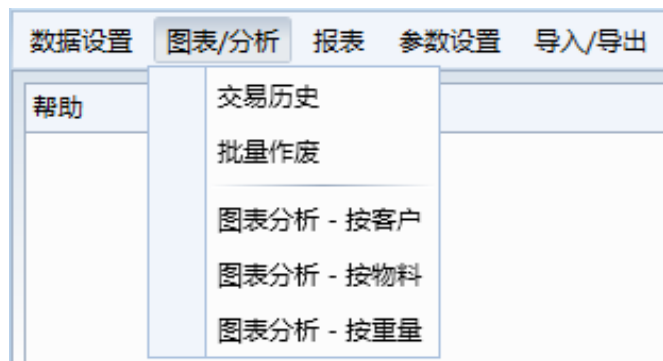 数据设置 图表/分析 报表 参数设置 导入/导出
帮助
交易历史
批量作废
图表分析 - 按客户
图表分析 - 按物料
图表分析 - 按重量